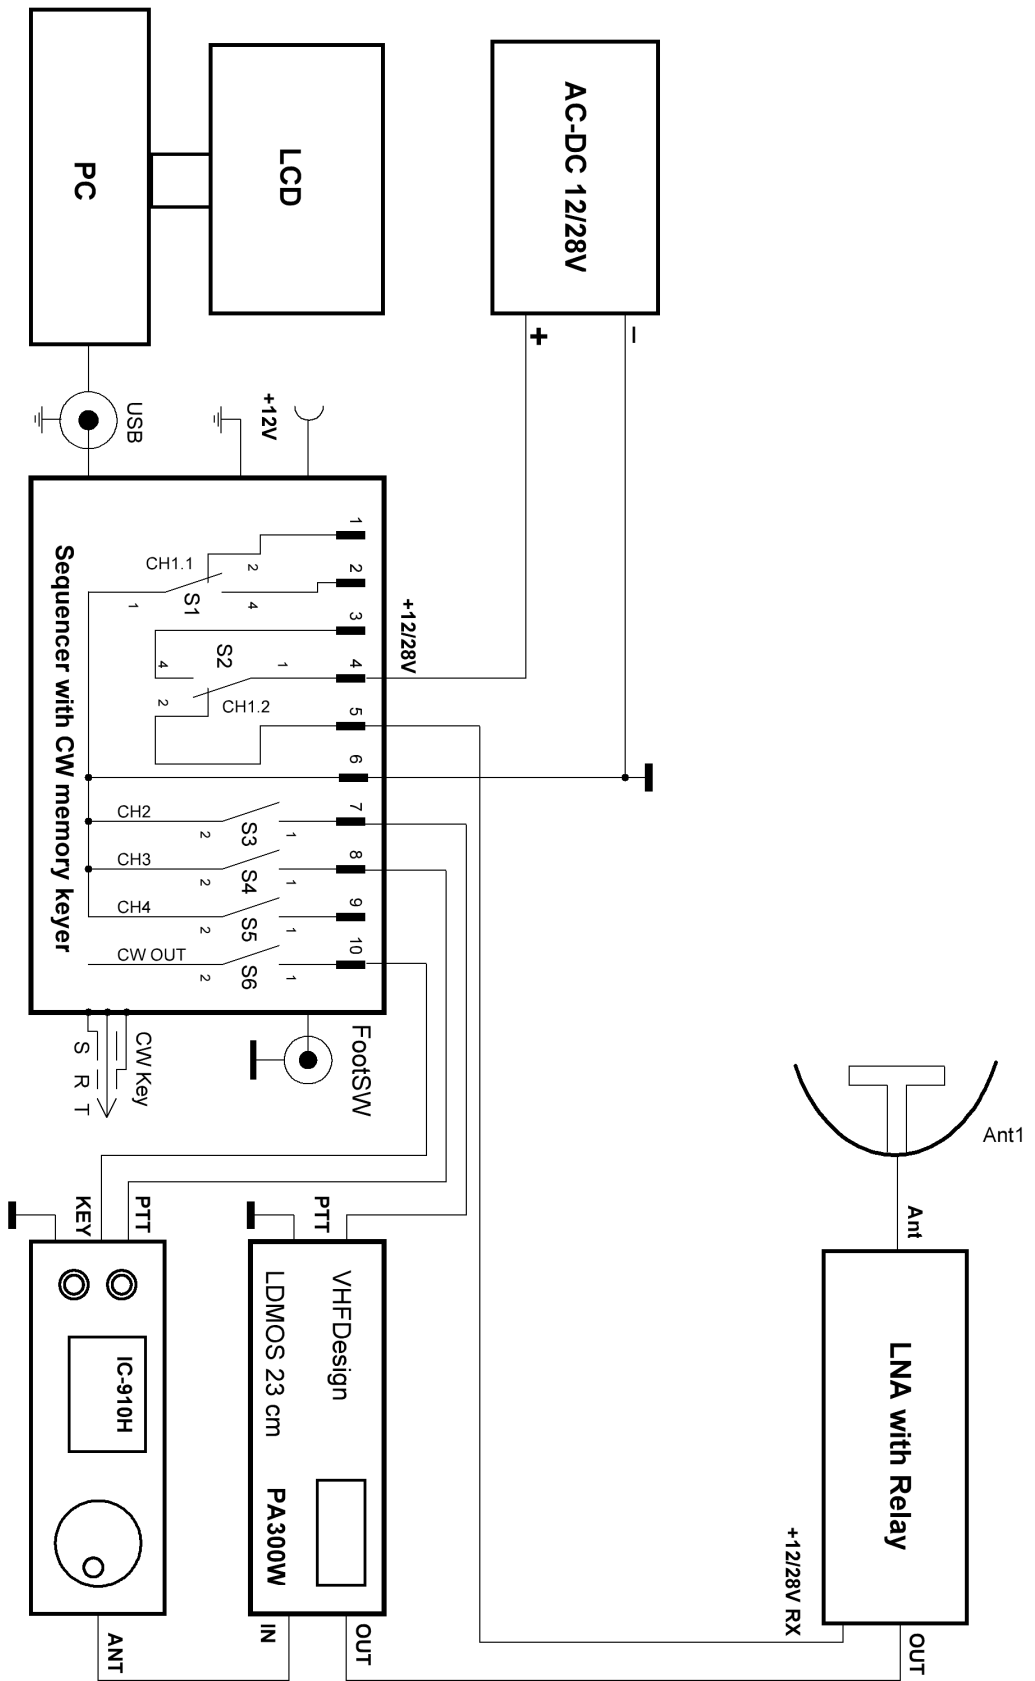 PC
LCD
AC-DC 12/28V
+
–
USB
+12V
+12/28V
Sequencer with CW memory keyer
1
2
3
4
5
6
7
8
9
10
CH1.1
2
S1
1
4
S2
4
1
2
CH1.2
CH2
2
S3
1
CH3
2
S4
1
CH4
2
S5
1
CW OUT
2
S6
1
CW Key
S R T
FootSW
Ant1
Ant
LNA with Relay
+12/28V RX
OUT
KEY
PTT
IC-910H
ANT
PTT
VHFDesign
LDMOS 23 cm
PA300W
IN
OUT